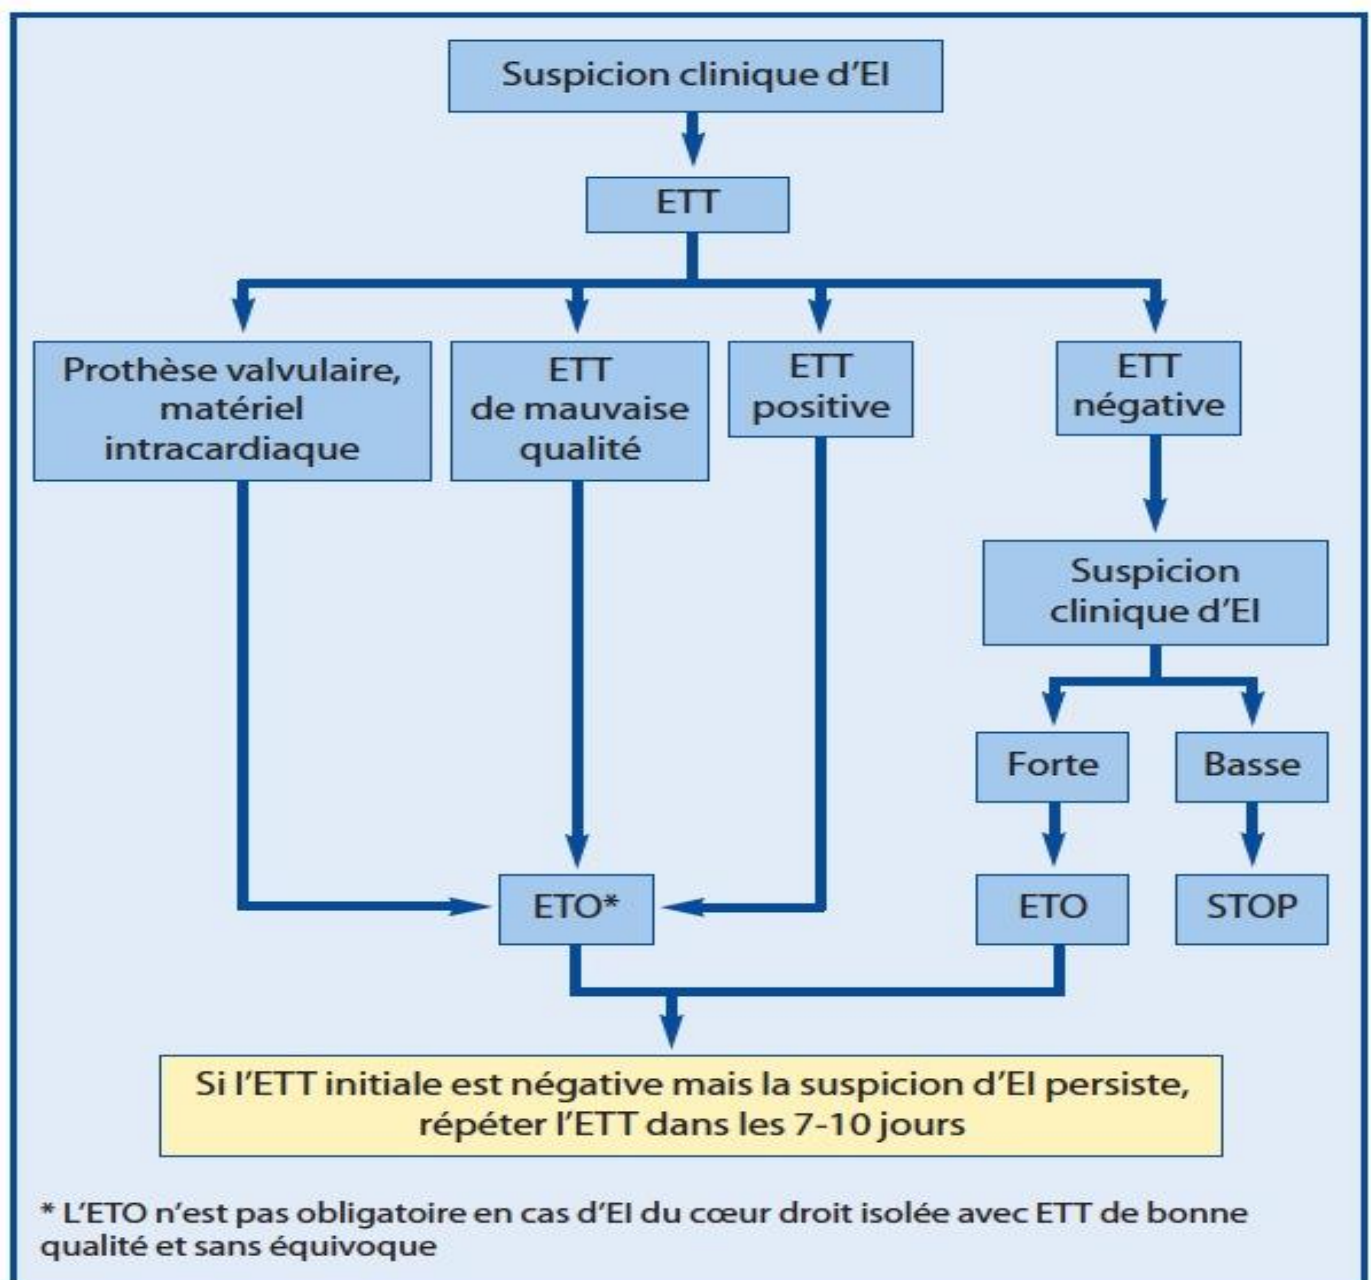 Suspicion clinique d’EI
ETT
Prothèse valvulaire,
matériel
intracardiaque
ETT
de mauvaise
qualité
ETT
positive
ETT
négative
Suspicion
clinique d’EI
Forte
Basse
ETO*
ETO
STOP
Si l’ETT initiale est négative mais la suspicion d’EI persiste,
répéter l’ETT dans les 7-10 jours
* L’ETO n’est pas obligatoire en cas d’EI du cœur droit isolée avec ETT de bonne
qualité et sans équivoque